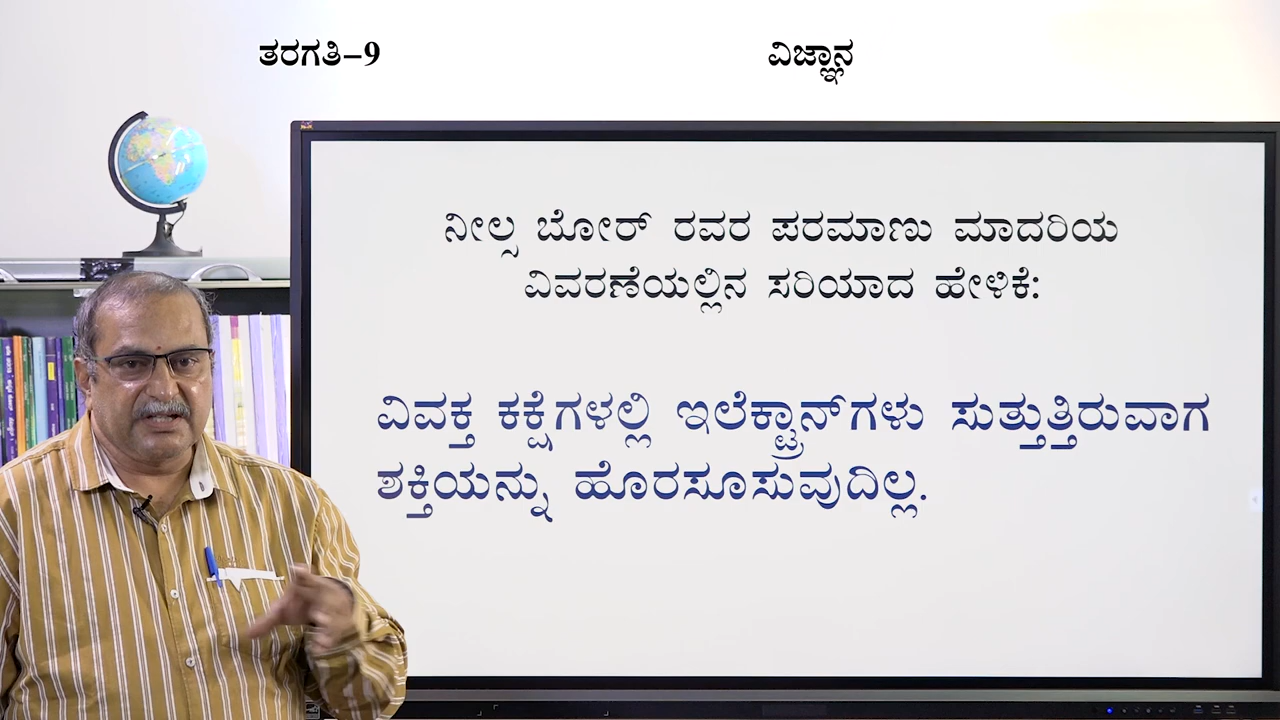 ತರಗತಿ–9
ವಿಜ್ಞಾನ
ನೀಲ್ಸ ಬೋರ್ ರವರ ಪರಮಾಣು ಮಾದರಿಯ
ವಿವರಣೆಯಲ್ಲಿನ ಸರಿಯಾದ ಹೇಳಿಕೆ:
ವಿವಕ್ತ ಕಕ್ಷೆಗಳಲ್ಲಿ ಇಲೆಕ್ಟ್ರಾನ್‌ಗಳು ಸುತ್ತುತ್ತಿರುವಾಗ
ಶಕ್ತಿಯನ್ನು ಹೊರಸೂಸುವುದಿಲ್ಲ.